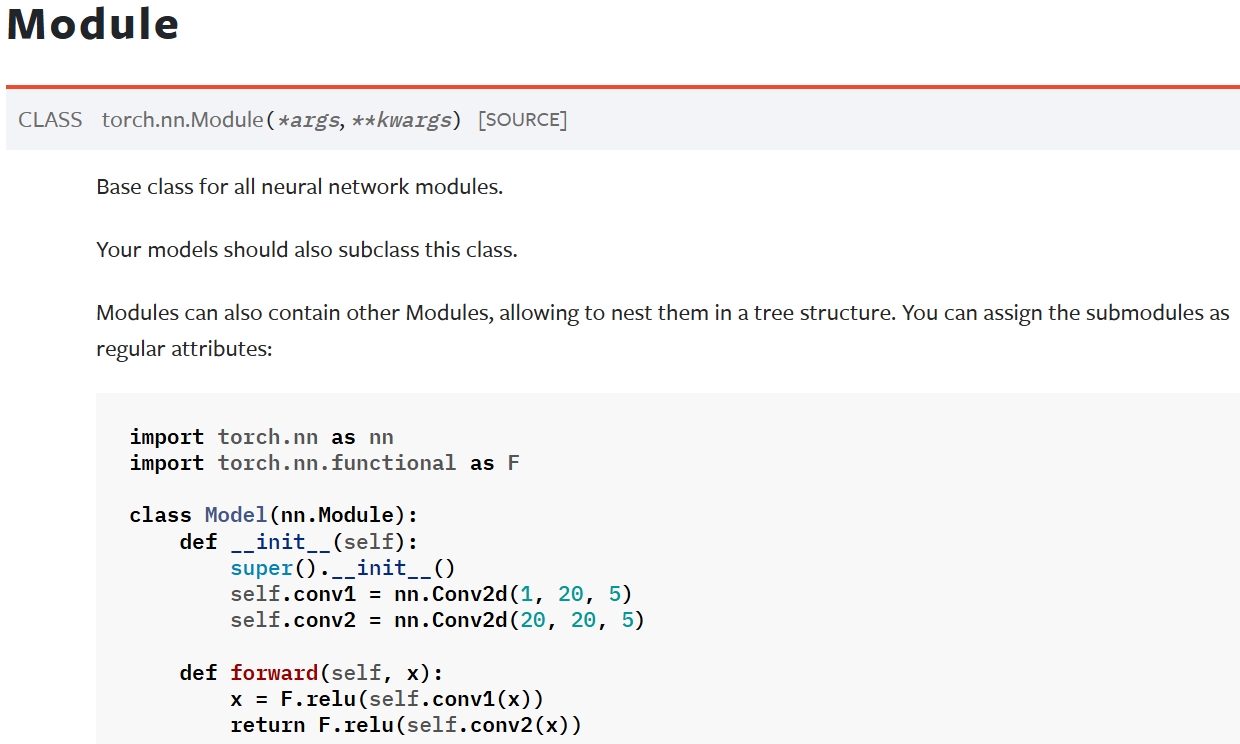 Module
CLASS torch.nn.Module(*args, **kwargs) [SOURCE]
Base class for all neural network modules.
Your models should also subclass this class.
Modules can also contain other Modules, allowing to nest them in a tree structure. You can assign the submodules as
regular attributes:
import torch.nn as nn
import torch.nn.functional as F
class Model(nn.Module):
    def __init__(self):
        super().__init__()
        self.conv1 = nn.Conv2d(1, 20, 5)
        self.conv2 = nn.Conv2d(20, 20, 5)
    def forward(self, x):
        x = F.relu(self.conv1(x))
        return F.relu(self.conv2(x))